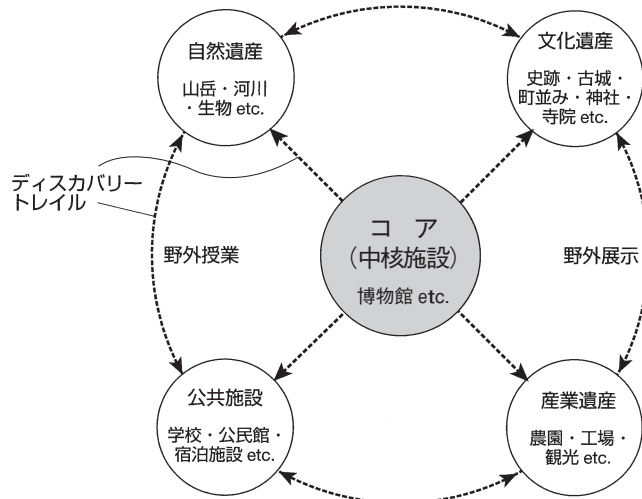 自然遺産
山岳・河川
・生物 etc.
文化遺産
史跡・古城・
町並み・神社・
寺院 etc.
ディスカバリー
トレイル
コ ア
(中核施設)
博物館 etc.
野外授業
野外展示
公共施設
学校・公民館・
宿泊施設 etc.
産業遺産
農園・工場・
観光 etc.